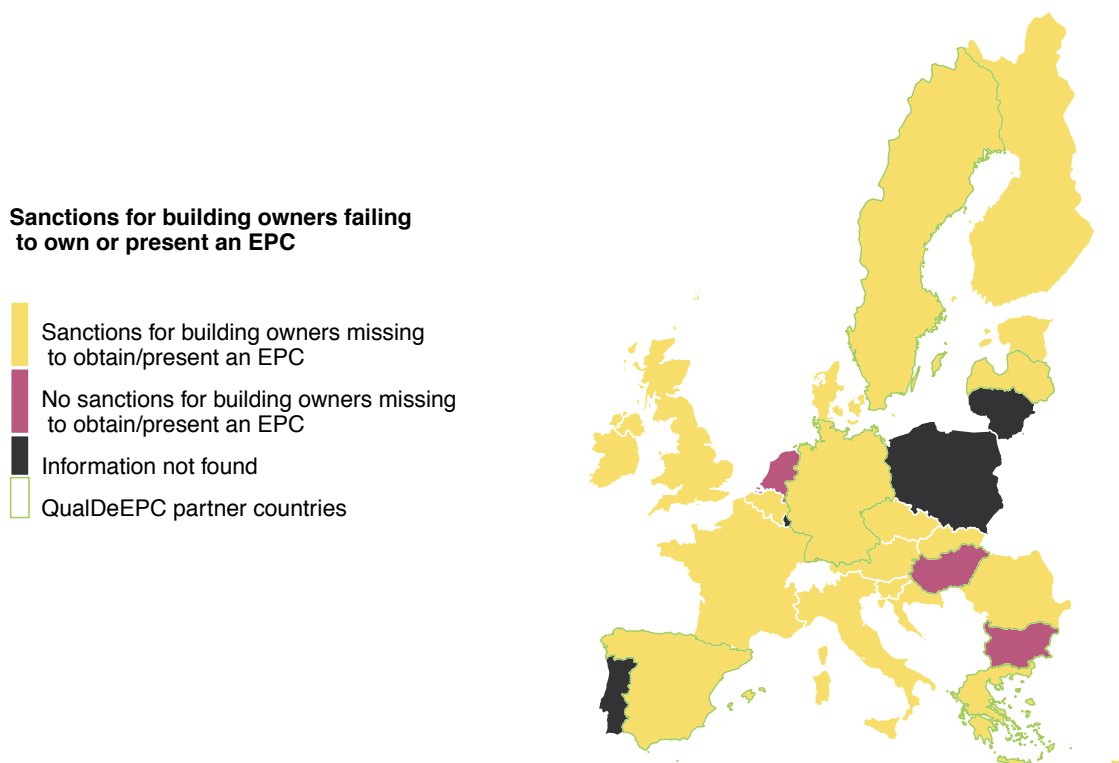 Sanctions for building owners failing
to own or present an EPC
Sanctions for building owners missing
to obtain/present an EPC
No sanctions for building owners missing
to obtain/present an EPC
Information not found
QualDeEPC partner countries